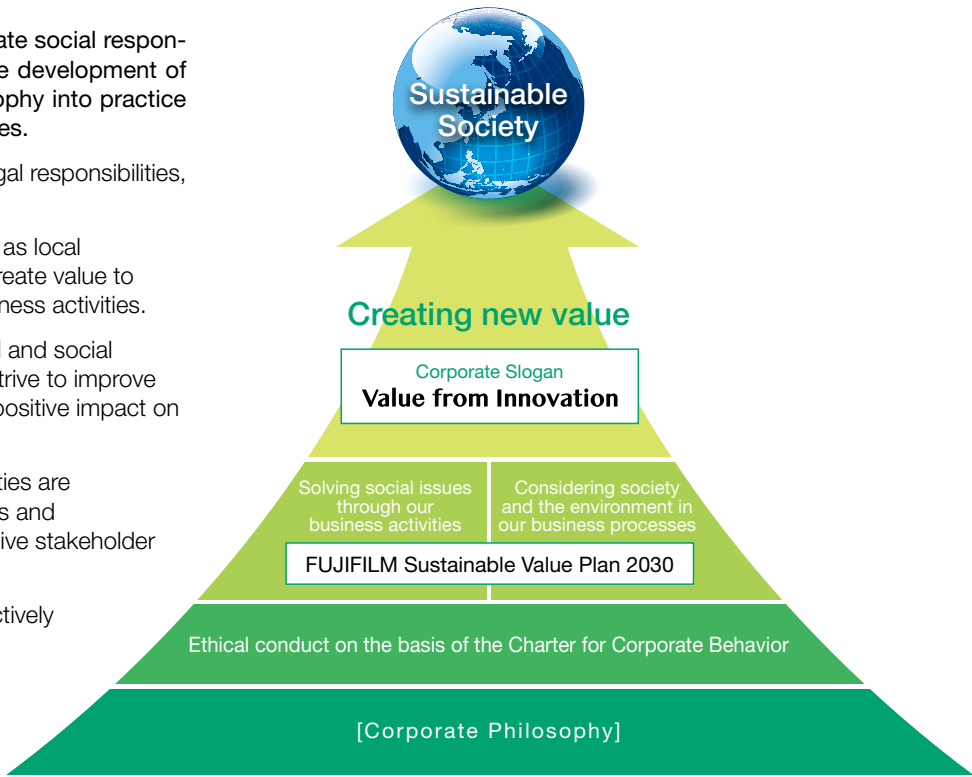 ate social respon-
e development of
ophy into practice
es.
gal responsibilities,
as local
reate value to
ness activities.
l and social
trive to improve
positive impact on
ties are
s and
ive stakeholder
ctively
Sustainable
Society
Creating new value
Corporate Slogan
Value from Innovation
Solving social issues
through our
business activities
Considering society
and the environment in
our business processes
FUJIFILM Sustainable Value Plan 2030
Ethical conduct on the basis of the Charter for Corporate Behavior
[Corporate Philosophy]